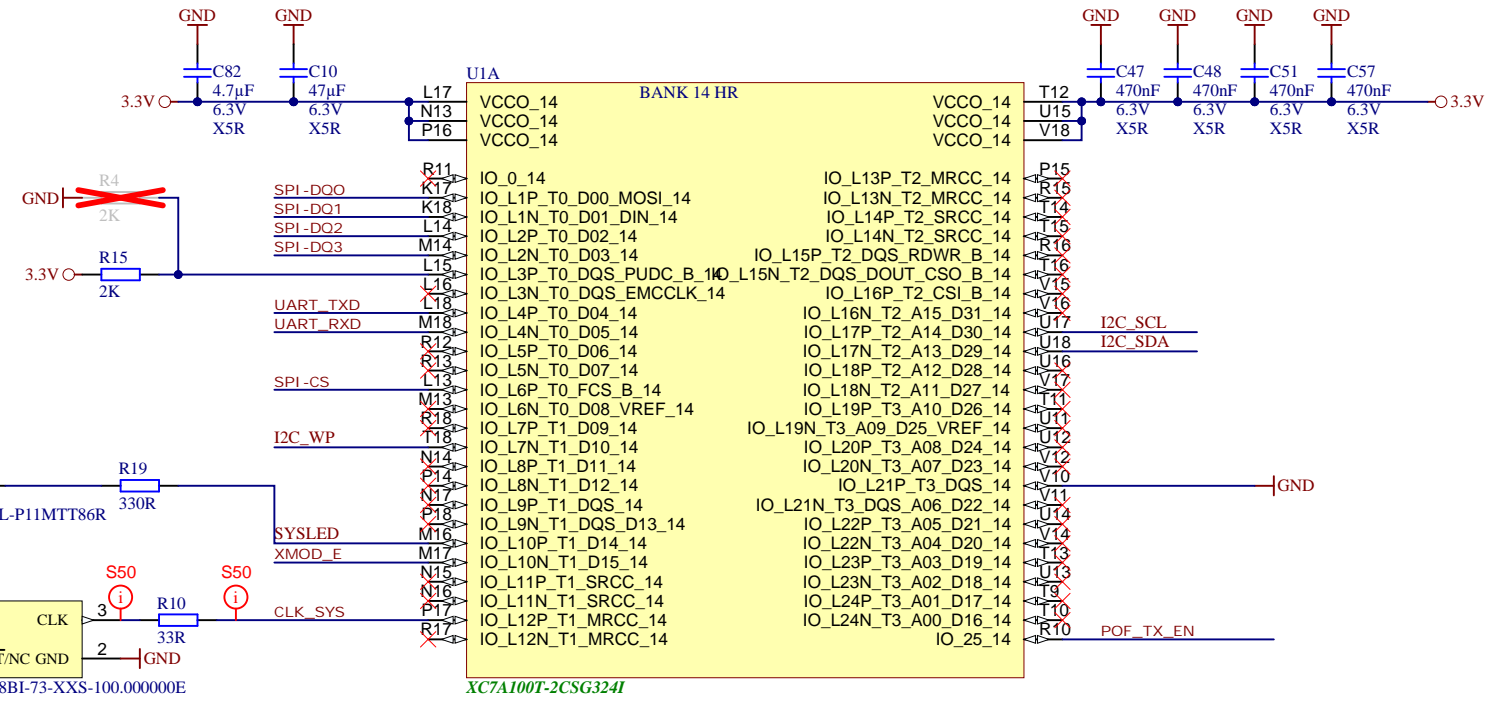 GND GND GND GND GND GND
C82 C10 U1A C47 C48 C51 C57
4.7µF 47µF BANK 14 HR 470nF 470nF 470nF 470nF
3.3V L17 VCCO_14 VCCO_14 T12 3.3V
6.3V 6.3V N13 VCCO_14 VCCO_14 U15 6.3V 6.3V 6.3V 6.3V
X5R X5R P16 VCCO_14 VCCO_14 V18 X5R X5R X5R X5R
R11 IO_0_14 IO_L13P_T2_MRCC_14 P15
R4
GND SPI-DQ0 K17 IO_L1P_T0_D00_MOSI_14 IO_L13N_T2_MRCC_14 R15
2K SPI-DQ1 K18 IO_L1N_T0_D01_DIN_14 IO_L14P_T2_SRCC_14 T14
SPI-DQ2 L14 IO_L2P_T0_D02_14 IO_L14N_T2_SRCC_14 T15
R15 SPI-DQ3 M14 IO_L2N_T0_D03_14 IO_L15P_T2_DQS_RDWR_B_14 R16
3.3V L15 IO_L3P_T0_DQS_PUDC_B_14 IO_L15N_T2_DQS_DOUT_CSO_B_14 T16
2K L16 IO_L3N_T0_DQS_EMCCLK_14 IO_L16P_T2_CSI_B_14 V15
UART_TXD L18 IO_L4P_T0_D04_14 IO_L16N_T2_A15_D31_14 V16
UART_RXD M18 IO_L4N_T0_D05_14 IO_L17P_T2_A14_D30_14 U17 I2C_SCL
R12 IO_L5P_T0_D06_14 IO_L17N_T2_A13_D29_14 U18 I2C_SDA
R13 IO_L5N_T0_D07_14 IO_L18P_T2_A12_D28_14 U16
SPI-CS L13 IO_L6P_T0_FCS_B_14 IO_L18N_T2_A11_D27_14 V17
M13 IO_L6N_T0_D08_VREF_14 IO_L19P_T3_A10_D26_14 T11
R18 IO_L7P_T1_D09_14 IO_L19N_T3_A09_D25_VREF_14 U11
I2C_WP T18 IO_L7N_T1_D10_14 IO_L20P_T3_A08_D24_14 U12
N14 IO_L8P_T1_D11_14 IO_L20N_T3_A07_D23_14 V12
R19
P14 IO_L8N_T1_D12_14 IO_L21P_T3_DQS_14 V10 GND
330R N17 IO_L9P_T1_DQS_14 IO_L21N_T3_DQS_A06_D22_14 V11
L-P11MTT86R P18 IO_L9N_T1_DQS_D13_14 IO_L22P_T3_A05_D21_14 U14
SYSLED M16 IO_L10P_T1_D14_14 IO_L22N_T3_A04_D20_14 V14
XMOD_E M17 IO_L10N_T1_D15_14 IO_L23P_T3_A03_D19_14 T13
S50 S50 N15 IO_L11P_T1_SRCC_14 IO_L23N_T3_A02_D18_14 U13
i i R10 N16 IO_L11N_T1_SRCC_14 IO_L24P_T3_A01_D17_14 T9
CLK 3 CLK_SYS P17 IO_L12P_T1_MRCC_14 IO_L24N_T3_A00_D16_14 T10
33R R17 IO_L12N_T1_MRCC_14 IO_25_14 R10 POF_TX_EN
T/NC GND 2 GND
8BI-73-XXS-100.000000E XC7A100T-2CSG324I